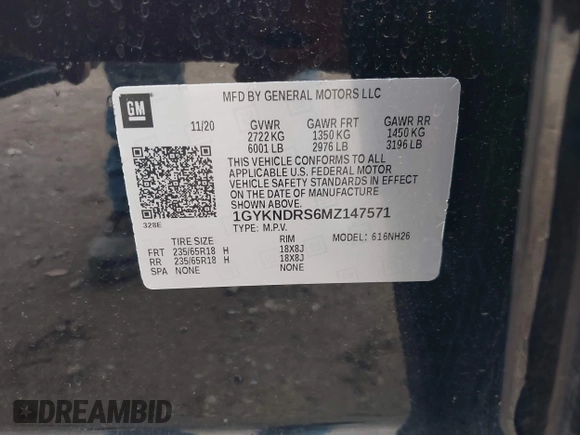 GM
MFD BY GENERAL MOTORS LLC
11/20 GVWR GAWR FRT GAWR RR
2722 KG 1350 KG 1450 KG
6001 LB 2976 LB 3196 LB
THIS VEHICLE CONFORMS TO ALL
APPLICABLE U.S. FEDERAL MOTOR
VEHICLE SAFETY STANDARDS IN EFFECT
ON THE DATE OF MANUFACTURE
SHOWN ABOVE.
328E 1GYKNDRS6MZ147571
TYPE: M.P.V.
TIRE SIZE RIM MODEL: 616NH26
FRT 235/65R18 H 18X8J
RR 235/65R18 H 18X8J
SPA NONE NONE
DREAMBID